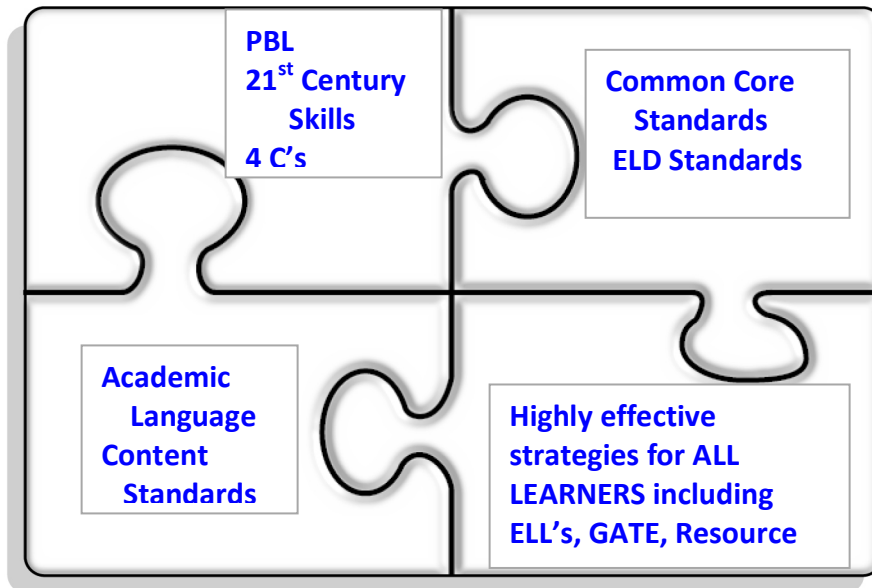 PBL
21st Century
Skills
4 C's
Common Core
Standards
ELD Standards
Academic
Language
Content
Standards
Highly effective
strategies for ALL
LEARNERS including
ELL's, GATE, Resource